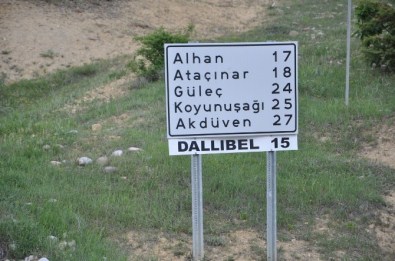 Alhan 17
Ataçınar 18
Güleç 24
Koyunuşağı 25
Akdüven 27
DALLIBEL 15